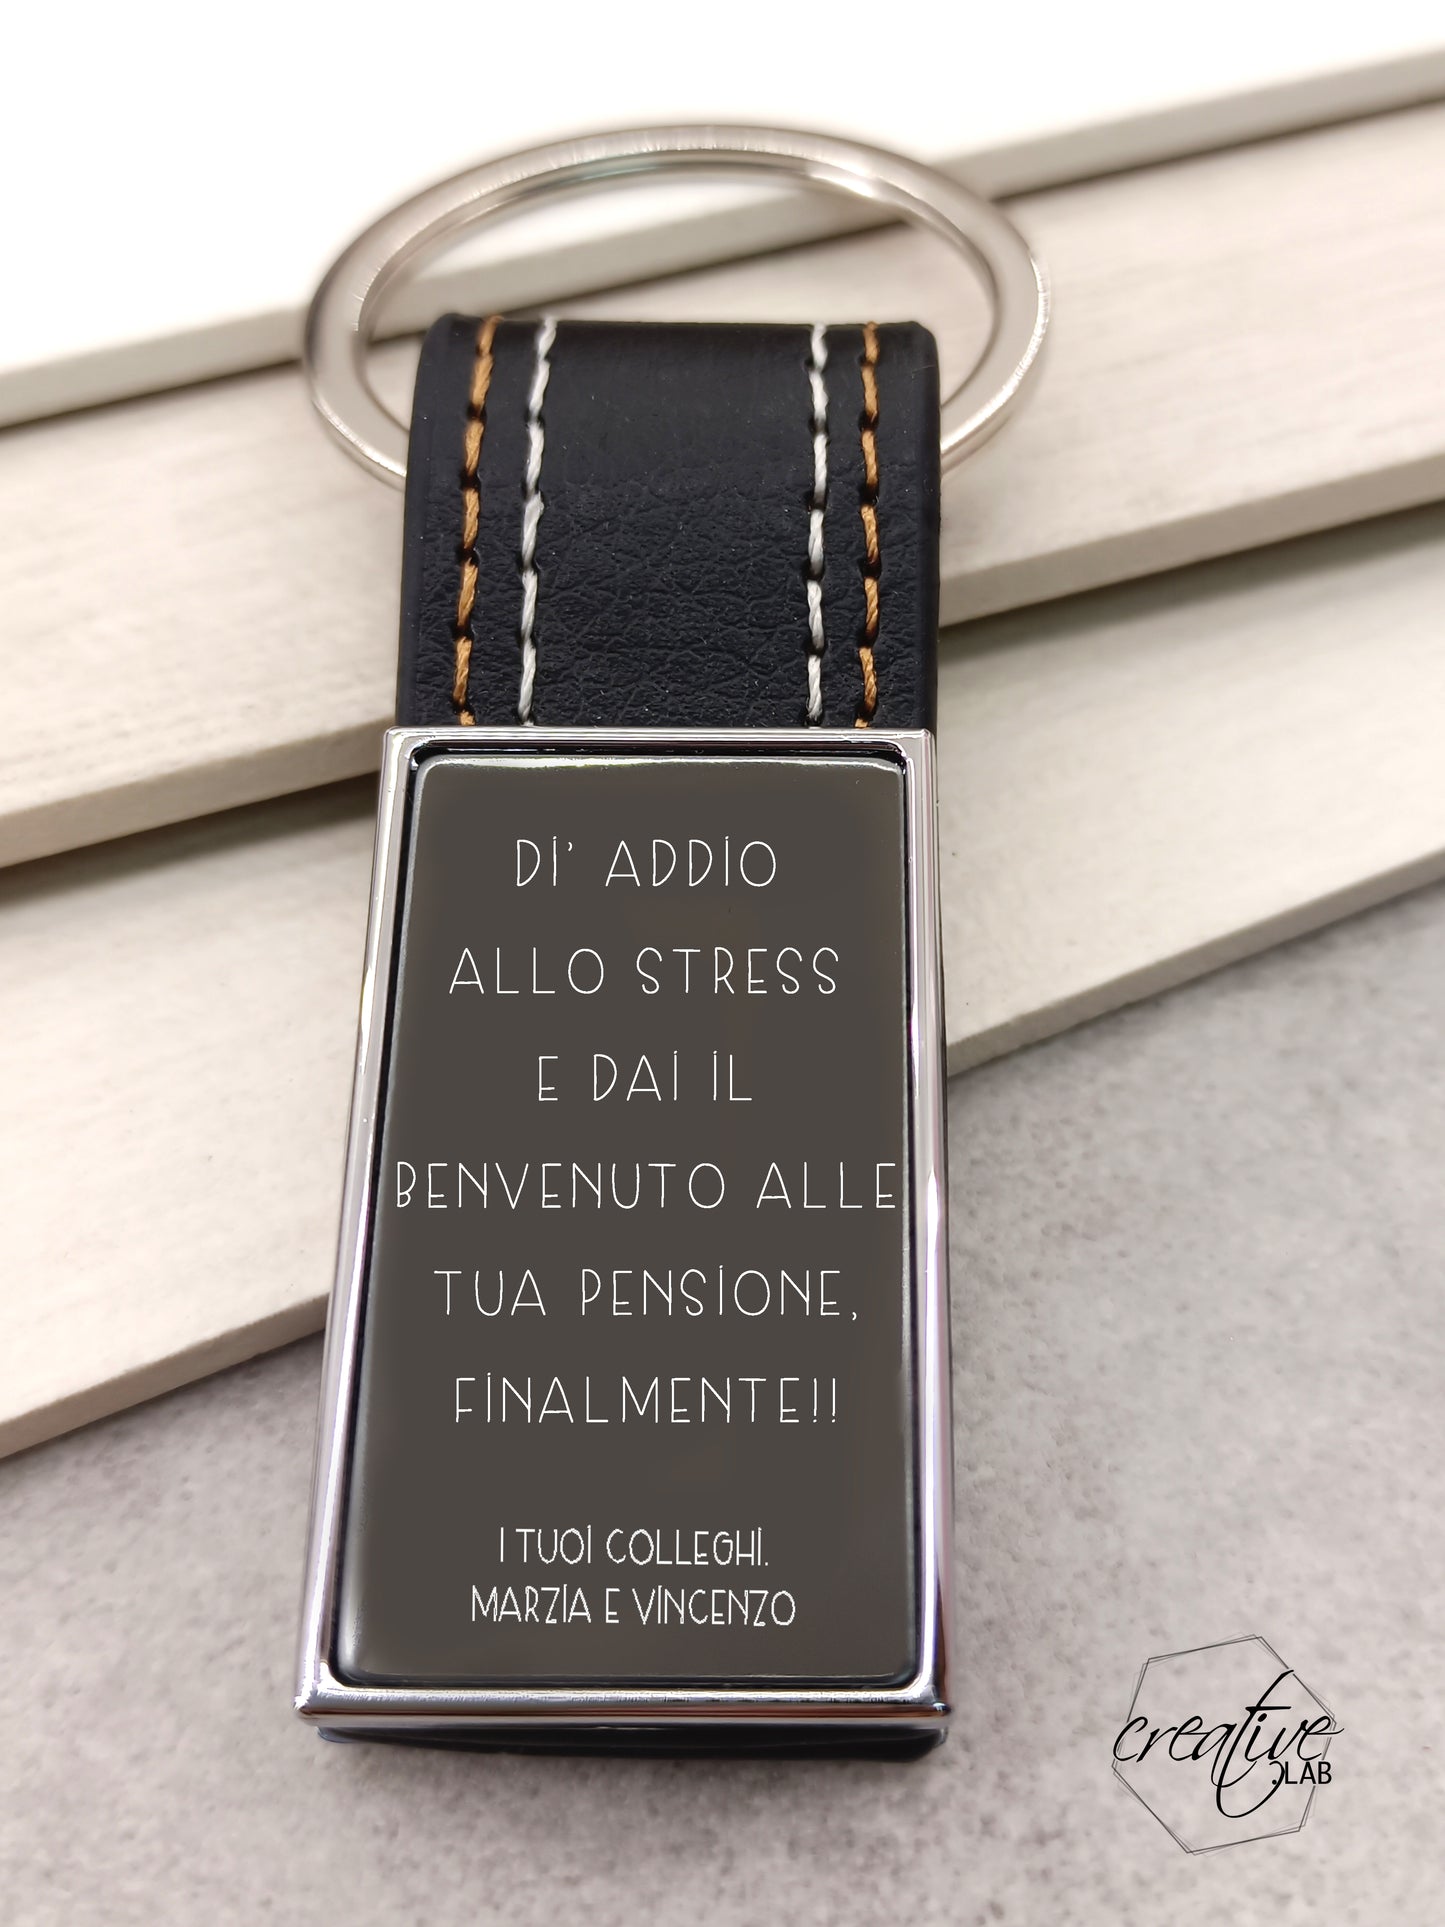 DI' ADDIO
ALLO STRESS
E DAI IL
BENVENUTO ALLE
TUA PENSIONE,
FINALMENTE!!
I TUOI COLLEGHI.
MARZIA E VINCENZO
creative
.LAB